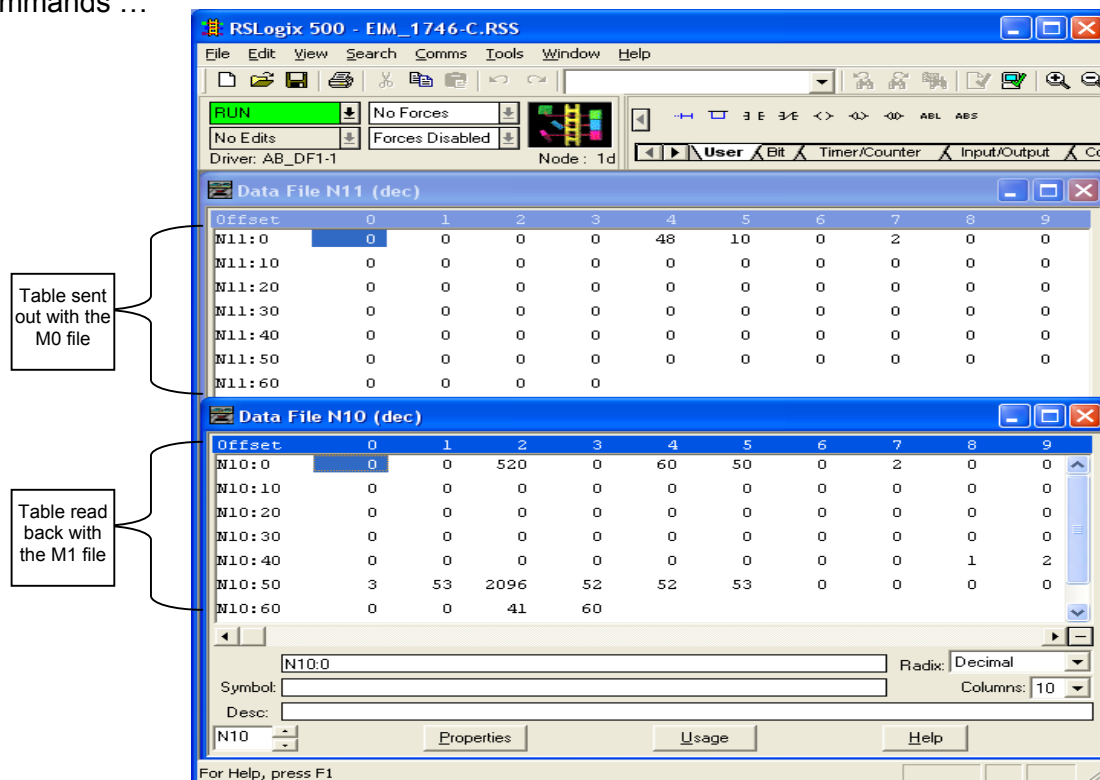 mmands …
RSLogix 500 - EIM_1746-C.RSS
File Edit View Search Comms Tools Window Help
RUN No Forces
No Edits Forces Disabled
Driver: AB_DF1-1 Node : 1d
ABL ABS
User Bit Timer/Counter Input/Output Co
Data File N11 (dec)
Offset 0 1 2 3 4 5 6 7 8 9
N11:0 0 0 0 0 48 10 0 2 0 0
N11:10 0 0 0 0 0 0 0 0 0 0
N11:20 0 0 0 0 0 0 0 0 0 0
N11:30 0 0 0 0 0 0 0 0 0 0
N11:40 0 0 0 0 0 0 0 0 0 0
N11:50 0 0 0 0 0 0 0 0 0 0
N11:60 0 0 0 0
Table sent
out with the
M0 file
Data File N10 (dec)
Offset 0 1 2 3 4 5 6 7 8 9
N10:0 0 0 520 0 60 50 0 2 0 0
N10:10 0 0 0 0 0 0 0 0 0 0
N10:20 0 0 0 0 0 0 0 0 0 0
N10:30 0 0 0 0 0 0 0 0 0 0
N10:40 0 0 0 0 0 0 0 0 1 2
N10:50 3 53 2096 52 52 53 0 0 0 0
N10:60 0 0 41 60
Table read
back with
the M1 file
N10:0 Radix: Decimal
Symbol: Columns: 10
Desc:
N10 Properties Usage Help
For Help, press F1